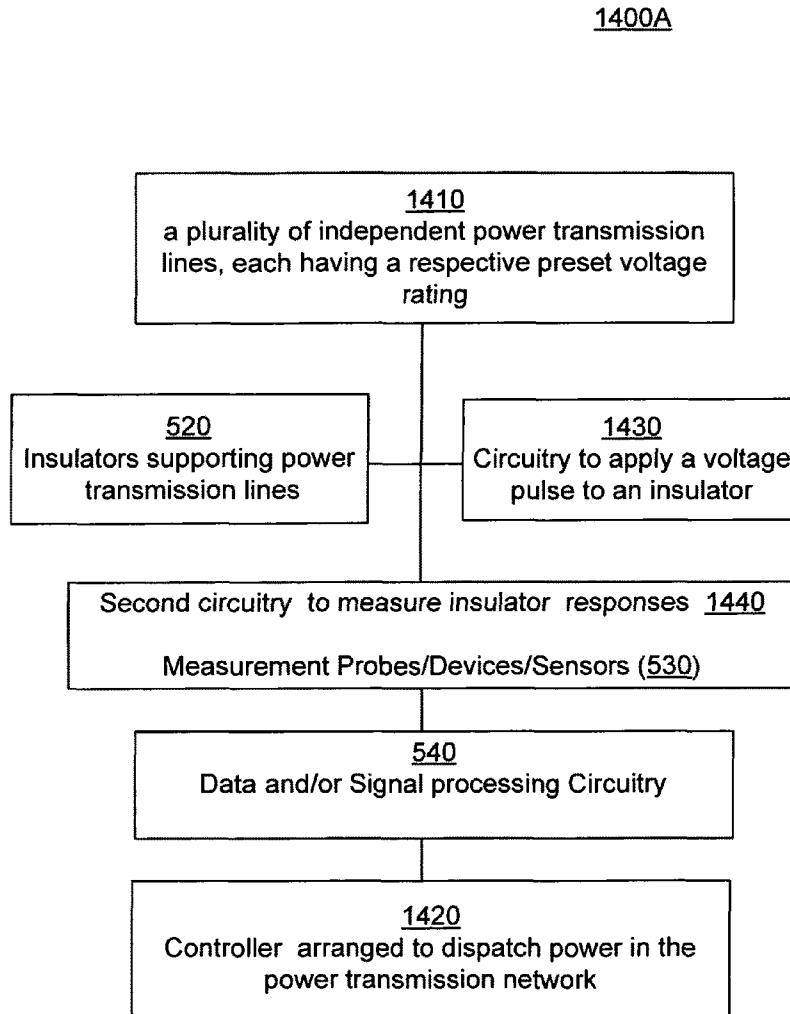 1400A
1410
a plurality of independent power transmission
lines, each having a respective preset voltage
rating
520
Insulators supporting power
transmission lines
1430
Circuitry to apply a voltage
pulse to an insulator
Second circuitry to measure insulator responses 1440
Measurement Probes/Devices/Sensors (530)
540
Data and/or Signal processing Circuitry
1420
Controller arranged to dispatch power in the
power transmission network